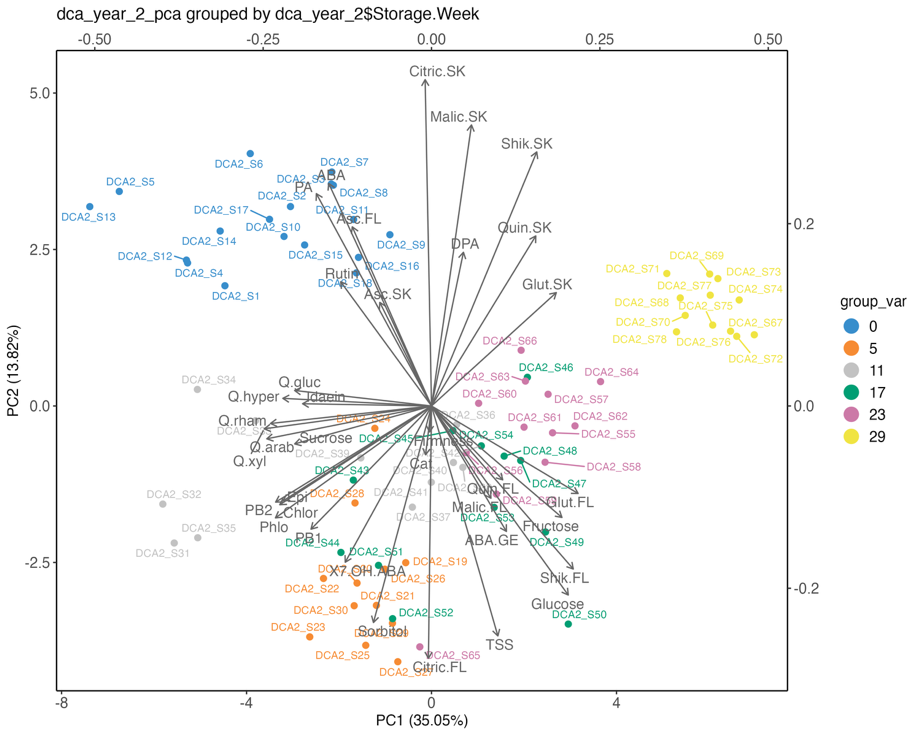 dca_year_2_pca grouped by dca_year_2$Storage.Week
-0.50 -0.25 0.00 0.25 0.50
Citric.SK
5.0
Malic.SK
Shik.SK
DCA2_S6 DCA2_S7
ABA
DCA2_S5
PA DCA2_S8
DCA2_S2
DCA2_S13 DCA2_S17 DCA2_S11
Asc.FL
0.2
DCA2_S10 Quin.SK
DCA2_S14 DCA2_S9
2.5
DPA
DCA2_S12 DCA2_S15 DCA2_S16
DCA2_S4 Rutin
DCA2_S18
DCA2_S1 Asc.SK
Glut.SK
DCA2_S69
DCA2_S71 DCA2_S73
DCA2_S77 DCA2_S74
DCA2_S68 DCA2_S75
DCA2_S70 DCA2_S67
DCA2_S78 DCA2_S76
DCA2_S72
group_var
0
5
11
17
23
29
DCA2_S66
DCA2_S46
DCA2_S34 DCA2_S63 DCA2_S64
Q.gluc
Q.hyper Idaein DCA2_S60 DCA2_S57
PC2 (13.82%)
0.0 0.0
DCA2_S36
Q.rham DCA2_S24 DCA2_S61 DCA2_S62
Sucrose DCA2_S45 DCA2_S54 DCA2_S55
Firmness
Q.arab DCA2_S39 DCA2_S48
Q.xyl Cat DCA2_S56 DCA2_S58
DCA2_S43 DCA2_S40 DCA2_S47
DCA2_S32 DCA2_S28 DCA2_S41 Qum.FL Glut.FL
Epi
PB2 Chlor DCA2_S37 Malic.FL DCA2_S53
Phlo Fructose
DCA2_S35 PB1 ABA.GE DCA2_S49
DCA2_S31 DCA2_S44 DCA2_S51
-2.5
DCA2_S19
X7.OH.ABA DCA2_S26 Shik.FL
DCA2_S22
-0.2
DCA2_S21
DCA2_S30 DCA2_S52 Glucose
DCA2_S50
DCA2_S23 Sorbitol
TSS
DCA2_S25 DCA2_S65
Citric.FL
-8 -4 0 4
PC1 (35.05%)